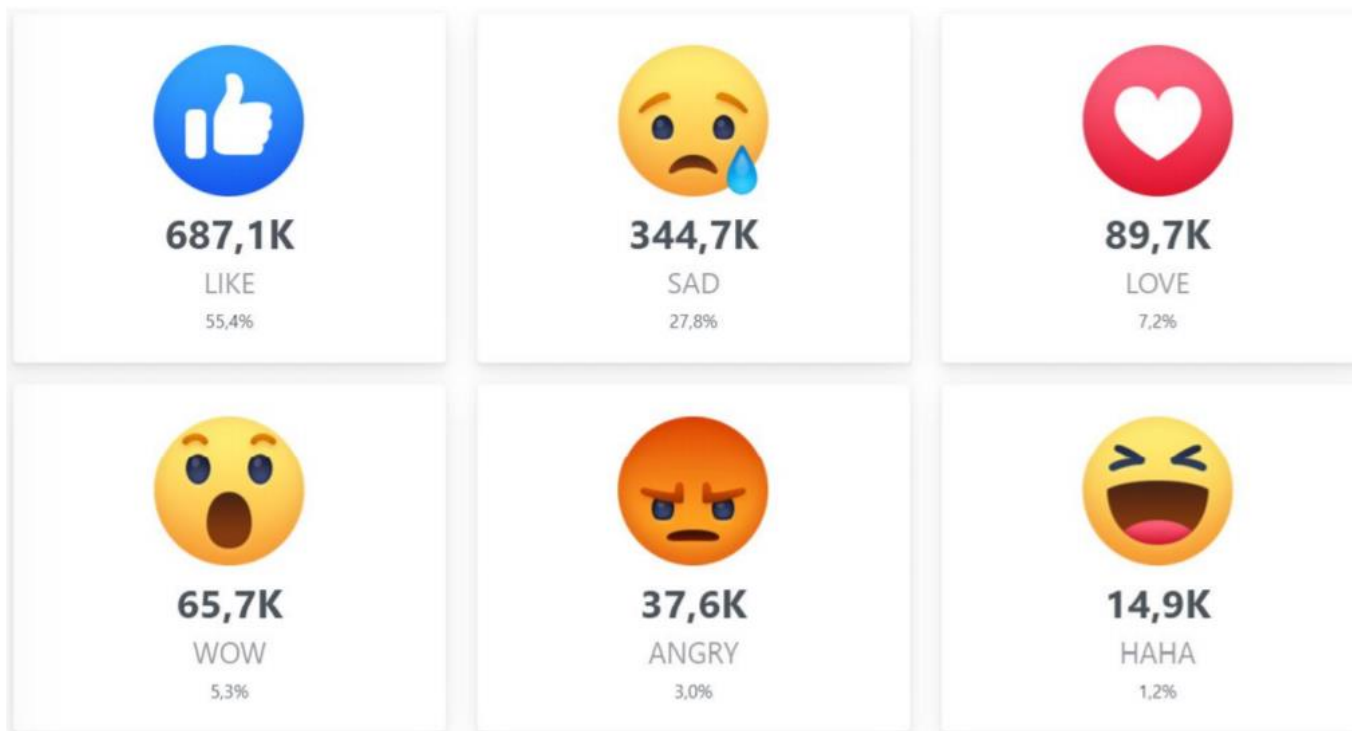 687,1K
LIKE
55,4%
344,7K
SAD
27,8%
89,7K
LOVE
7,2%
65,7K
WOW
5,3%
37,6K
ANGRY
3,0%
14,9K
HAHA
1,2%